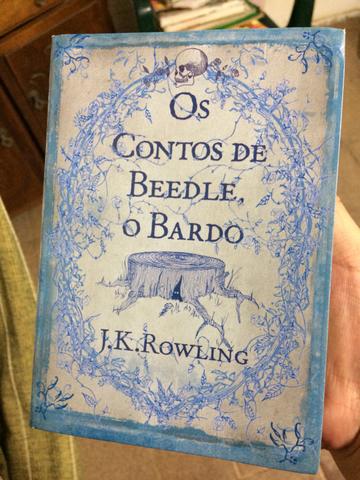 Os
Contos de
Beedle,
o Bardo
J.K.Rowling